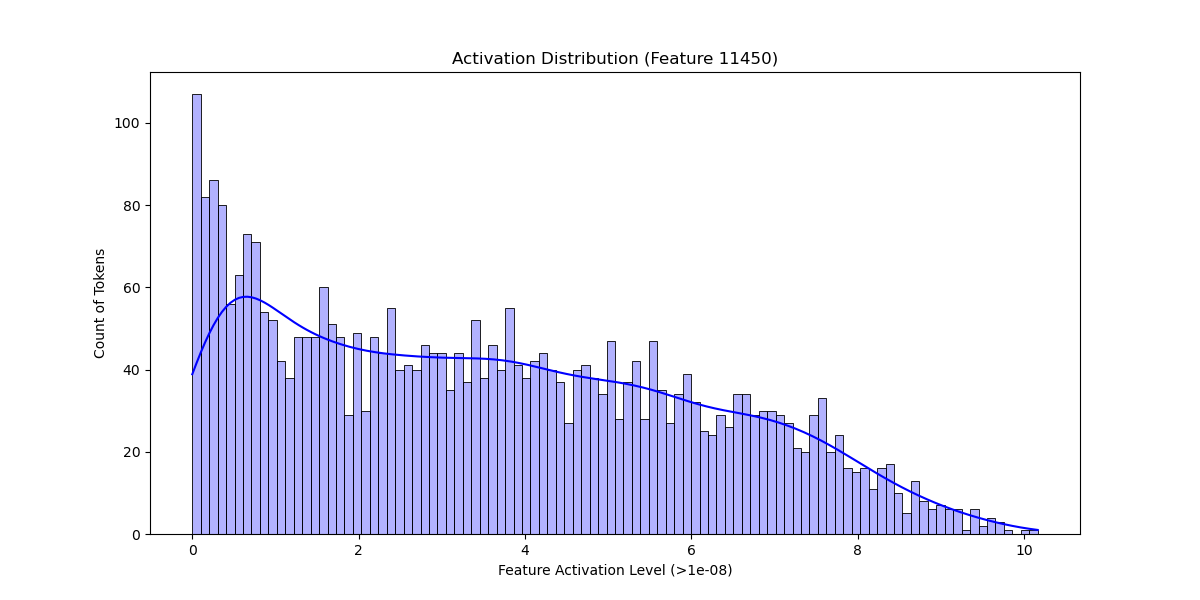 Activation Distribution (Feature 11450)
100
80
60
40
20
0
Count of Tokens
0 2 4 6 8 10
Feature Activation Level (>1e-08)